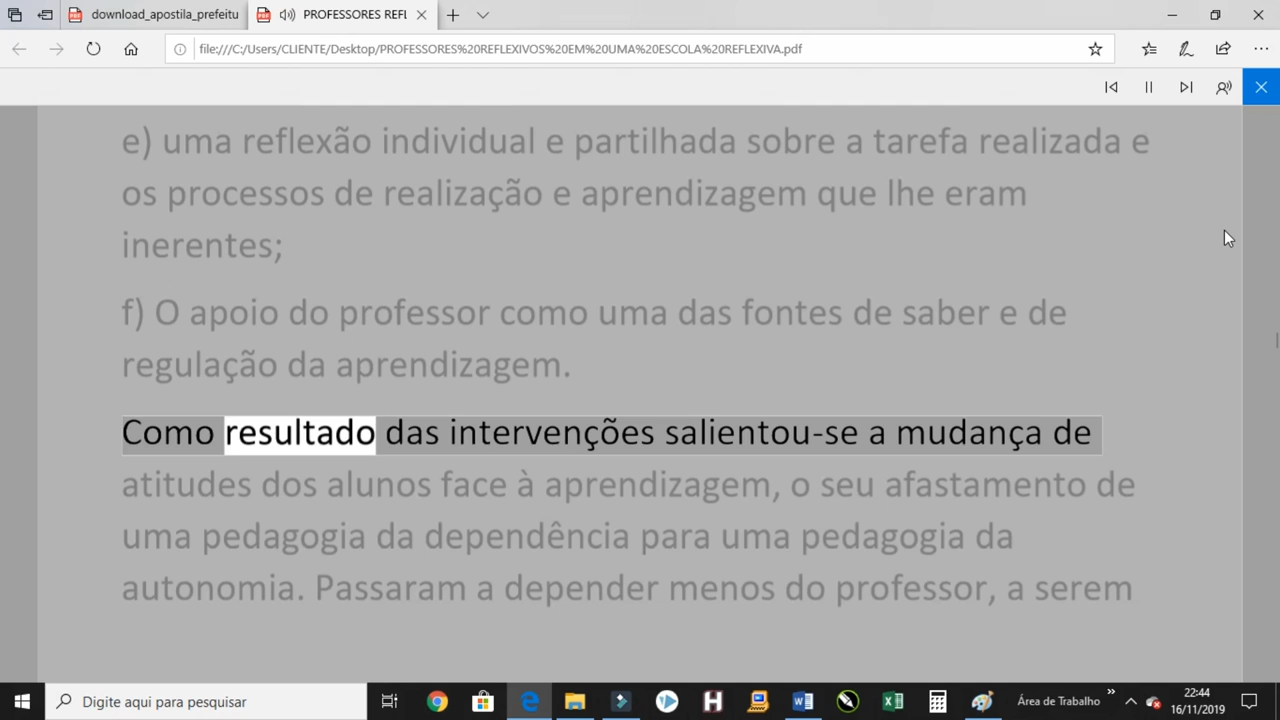 download_apostila_prefeitu
PROFESSORES REFL
file:///C:/Users/CLIENTE/Desktop/PROFESSORES%20REFLEXIVOS%20EM%20UMA%20ESCOLA%20REFLEXIVA.pdf
e) uma reflexão individual e partilhada sobre a tarefa realizada e
os processos de realização e aprendizagem que lhe eram
inerentes;
f) O apoio do professor como uma das fontes de saber e de
regulação da aprendizagem.
Como resultado das intervenções salientou-se a mudança de
atitudes dos alunos face à aprendizagem, o seu afastamento de
uma pedagogia da dependência para uma pedagogia da
autonomia. Passaram a depender menos do professor, a serem
Digite aqui para pesquisar
Área de Trabalho
22:44
16/11/2019